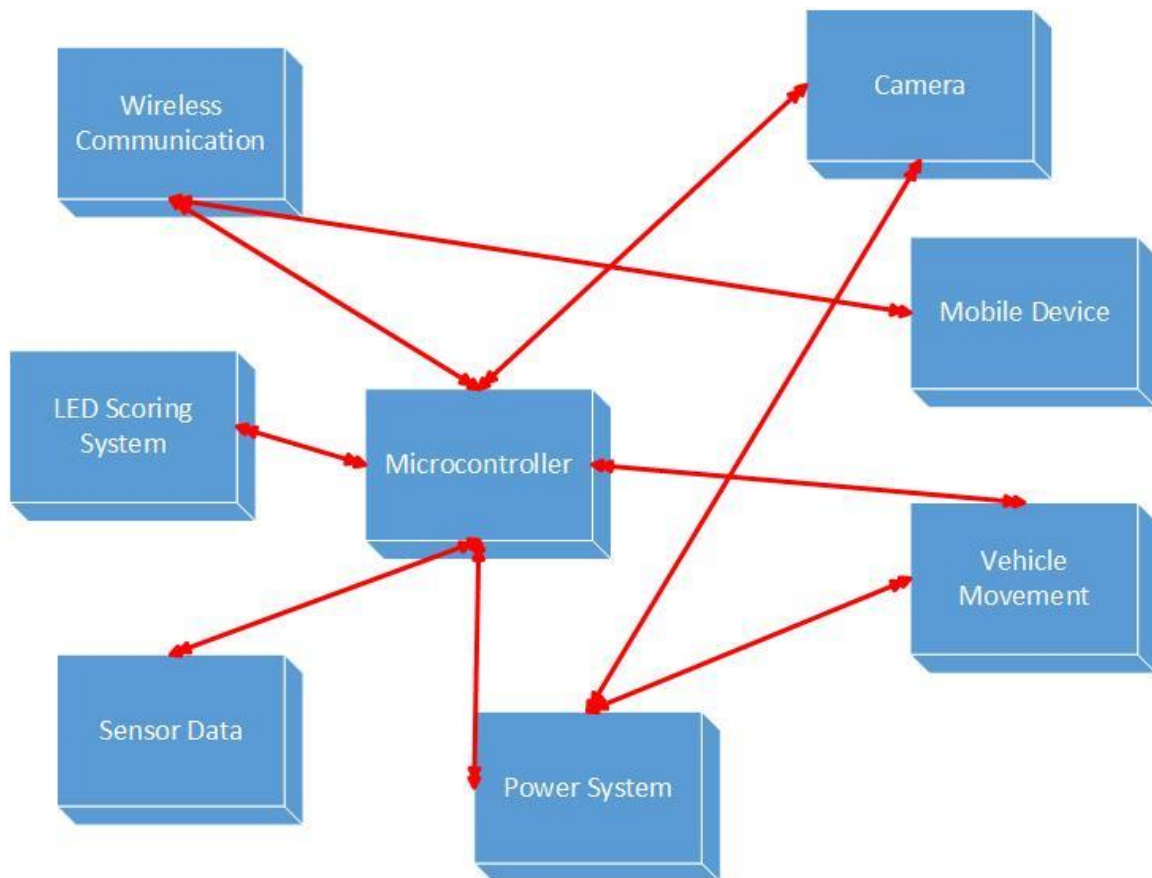 Wireless
Communication
Camera
Mobile Device
LED Scoring
System
Microcontroller
Vehicle
Movement
Sensor Data
Power System